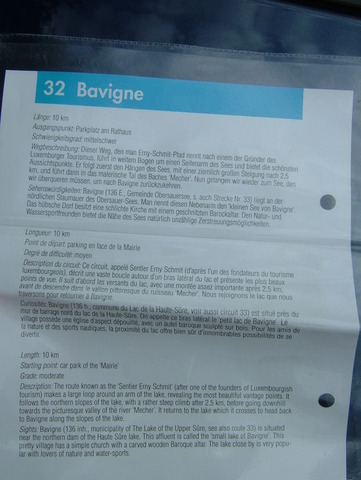 32 Bavigne
Länge: 10 km
Ausgangspunkt: Parkplatz am Rathaus
Schwierigkeitsgrad: mittelschwer
Wegbeschreibung: Dieser Weg, den man Erny-Schmit-Pfad nennt nach einem der Gründer des
Luxemburger Tourismus, führt in weitem Bogen um einen Seitenarm des Sees und bietet die schönsten
Aussichtspunkte. Er folgt zuerst den Hängen des Sees, mit einer ziemlich großen Steigung nach 2,5
km, und führt dann in das malerische Tal des Baches 'Mecher'. Nun gelangen wir wieder zum See, den
wir überqueren müssen, um nach Bavigne zurückzukehren.
Sehenswürdigkeiten: Bavigne (136 E., Gemeinde Obersauersee, s. auch Strecke Nr. 33) liegt an der
nördlichen Staumauer des Obersauer-Sees. Man nennt diesen Nebenarm den 'kleinen See von Bavigne'.
Das hübsche Dorf besitzt eine schlichte Kirche mit einem geschnitzten Barockaltar. Den Natur- und
Wassersportfreunden bietet die Nähe des Sees natürlich unzählige Zerstreuungsmöglichkeiten.
Longueur: 10 km
Point de départ: parking en face de la Mairie
Degré de difficulté: moyen
Description du circuit: Ce circuit, appelé Sentier Erny Schmit (d'après l'un des fondateurs du tourisme
luxembourgeois), décrit une vaste boucle autour d'un bras latéral du lac et présente les plus beaux
points de vue. Il suit d'abord les versants du lac, avec une montée assez importante après 2,5 km,
avant de descendre dans le vallon pittoresque du ruisseau 'Mecher'. Nous rejoignons le lac que nous
traversons pour retourner à Bavigne.
Curiosités: Bavigne (136 h., commune du Lac de la Haute-Sûre, voir aussi circuit 33) est situé près du
mur de barrage nord du lac de la Haute-Sûre. On appelle ce bras latéral le 'petit lac de Bavigne'. Le
village possède une église d'aspect dépouillé, avec un autel baroque sculpté sur bois. Pour les amis de
la nature et des sports nautiques, la proximité du lac offre bien sûr d'innombrables possibilités de se
divertir.
Length: 10 km
Starting point: car park of the 'Mairie'
Grade: moderate
Description: The route known as the 'Sentier Erny Schmit' (after one of the founders of Luxembourgish
tourism) makes a large loop around an arm of the lake, revealing the most beautiful vantage points. It
follows the northern slopes of the lake, with a rather steep climb after 2.5 km, before going downhill
towards the picturesque valley of the river 'Mecher'. It returns to the lake which it crosses to head back
to Bavigne along the slopes of the lake.
Sights: Bavigne (136 inh., municipality of The Lake of the Upper Sûre, see also route 33) is situated
near the northern dam of the Haute Sûre lake. This affluent is called the 'small lake of Bavigne'. This
pretty village has a simple church with a carved wooden Baroque altar. The lake close by is very popu-
lar with lovers of nature and water-sports.